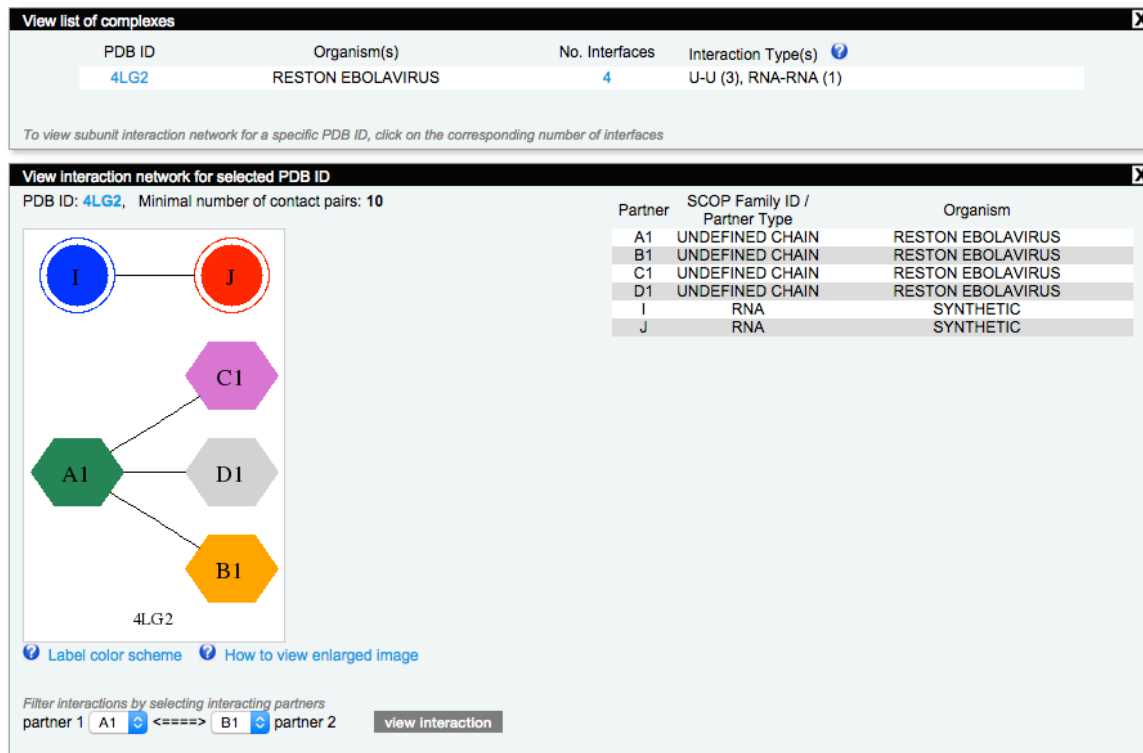 View list of complexes
X
PDB ID Organism(s) No. Interfaces Interaction Type(s) ?
4LG2 RESTON EBOLAVIRUS 4 U-U (3), RNA-RNA (1)
To view subunit interaction network for a specific PDB ID, click on the corresponding number of interfaces
View interaction network for selected PDB ID
X
PDB ID: 4LG2, Minimal number of contact pairs: 10
I J
C1
A1 D1
B1
4LG2
Partner SCOP Family ID / Partner Type Organism
A1 UNDEFINED CHAIN RESTON EBOLAVIRUS
B1 UNDEFINED CHAIN RESTON EBOLAVIRUS
C1 UNDEFINED CHAIN RESTON EBOLAVIRUS
D1 UNDEFINED CHAIN RESTON EBOLAVIRUS
I RNA SYNTHETIC
J RNA SYNTHETIC
? Label color scheme ? How to view enlarged image
Filter interactions by selecting interacting partners
partner 1 A1 <====> B1 partner 2 view interaction